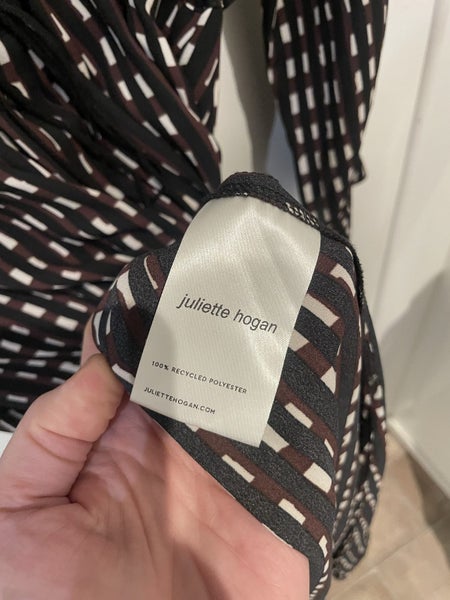 juliette hogan
100% RECYCLED POLYESTER
JULIETTEHOGAN.COM